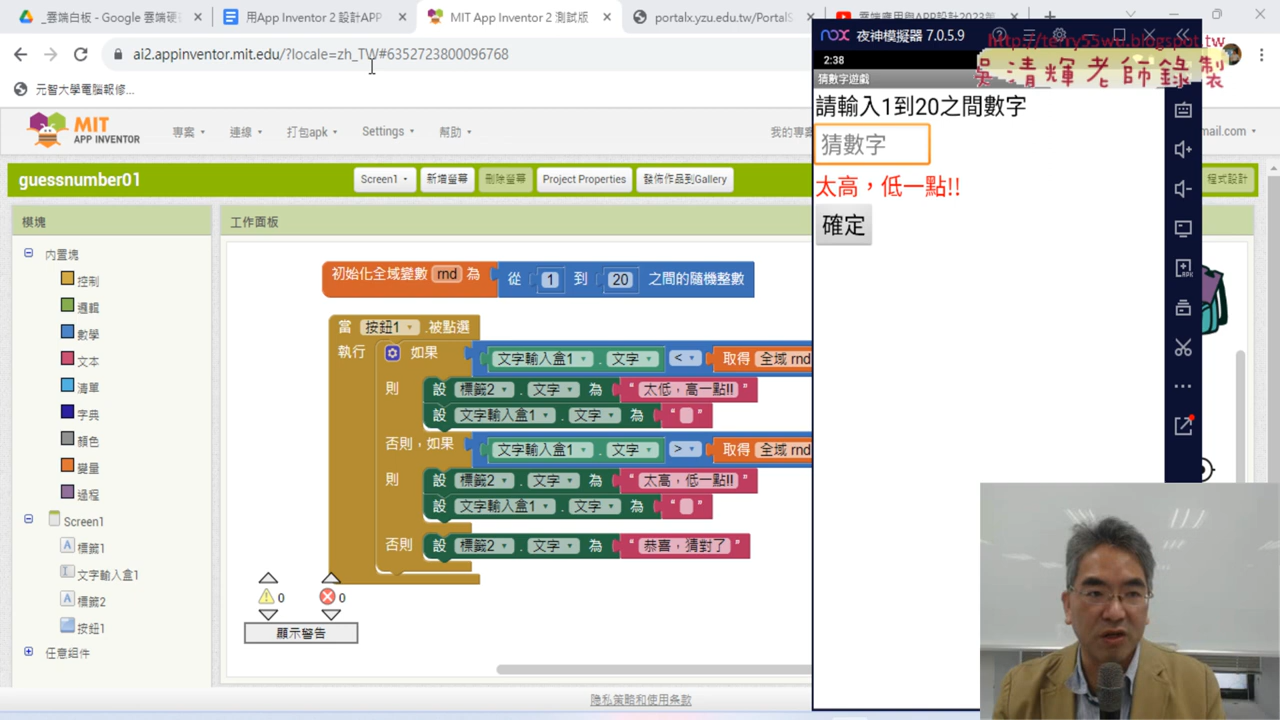 _雲端白板 - Google 雲端硬
用App Inventor 2 設計APP
MIT App Inventor 2 測試版
portalx.yzu.edu.tw/PortalS
ai2.appinventor.mit.edu/?locale=zh_TW#6352723800195768
元智大學電腦報修...
MIT
APP INVENTOR
專案
連線
打包apk
Settings
幫助
我的專案
mail.com
guessnumber01
Screen1
新增螢幕
刪除螢幕
Project Properties
發佈作品到Gallery
程式設計
模塊
內置塊
控制
邏輯
數學
文本
清單
字典
顏色
變量
過程
Screen1
標籤1
文字輸入盒1
標籤2
按鈕1
任意組件
工作面板
初始化全域變數 rnd 為 從 1 到 20 之間的隨機整數
當 按鈕1 .被點選
執行 如果 文字輸入盒1 . 文字 < 取得 全域 rnd
則 設 標籤2 . 文字 為 “ 太低,高一點!! ”
設 文字輸入盒1 . 文字 為 “ ”
否則,如果 文字輸入盒1 . 文字 > 取得 全域 rnd
則 設 標籤2 . 文字 為 “ 太高,低一點!! ”
設 文字輸入盒1 . 文字 為 “ ”
否則 設 標籤2 . 文字 為 “ 恭喜,猜對了 ”
0 0
顯示警告
隐私策略和使用条款
nox 夜神模擬器 7.0.5.9
http://terry55wu.blogspot.tw
吳清輝老師錄製
2:38
猜數字遊戲
請輸入1到20之間數字
猜數字
太高,低一點!!
確定